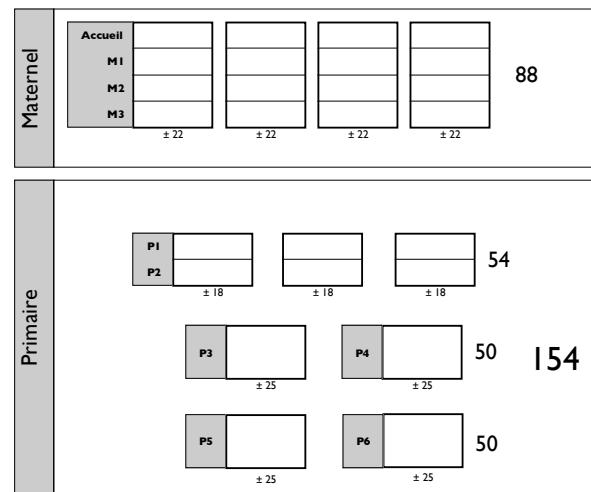 Maternel
Accueil
M1
M2
M3
± 22 ± 22 ± 22 ± 22
88
Primaire
P1
P2
± 18 ± 18 ± 18
54
P3 P4
± 25 ± 25
50
154
P5 P6
± 25 ± 25
50